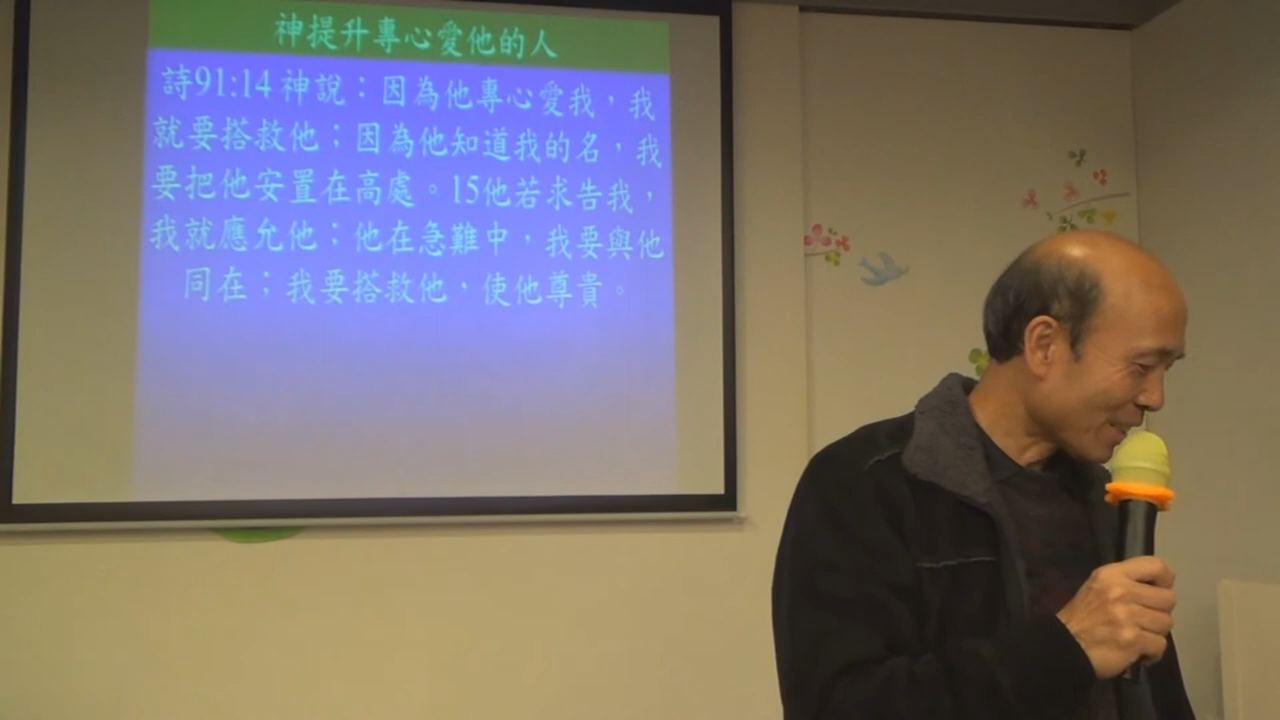 神提升專心愛他的人
詩91:14 神說：因為他專心愛我，我
就要搭救他；因為他知道我的名，我
要把他安置在高處。15他若求告我，
我就應允他；他在急難中，我要與他
同在；我要搭救他，使他尊貴。